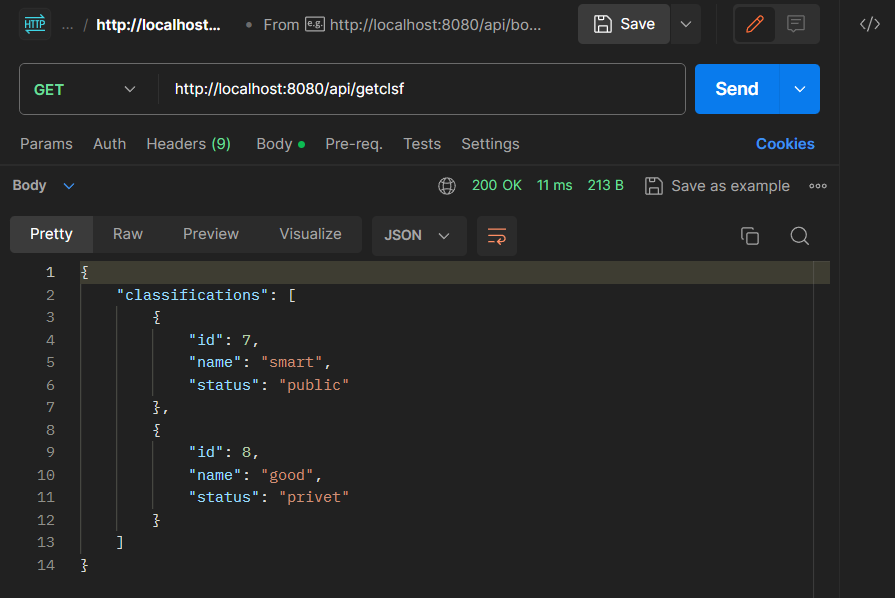 HTTP ... / http://localhost... From e.g. http://localhost:8080/api/bo... Save
GET http://localhost:8080/api/getclsf Send
Params Auth Headers (9) Body Pre-req. Tests Settings Cookies
Body 200 OK 11 ms 213 B Save as example
Pretty Raw Preview Visualize JSON
1 {
2 "classifications": [
3 {
4 "id": 7,
5 "name": "smart",
6 "status": "public"
7 },
8 {
9 "id": 8,
10 "name": "good",
11 "status": "privet"
12 }
13 ]
14 }